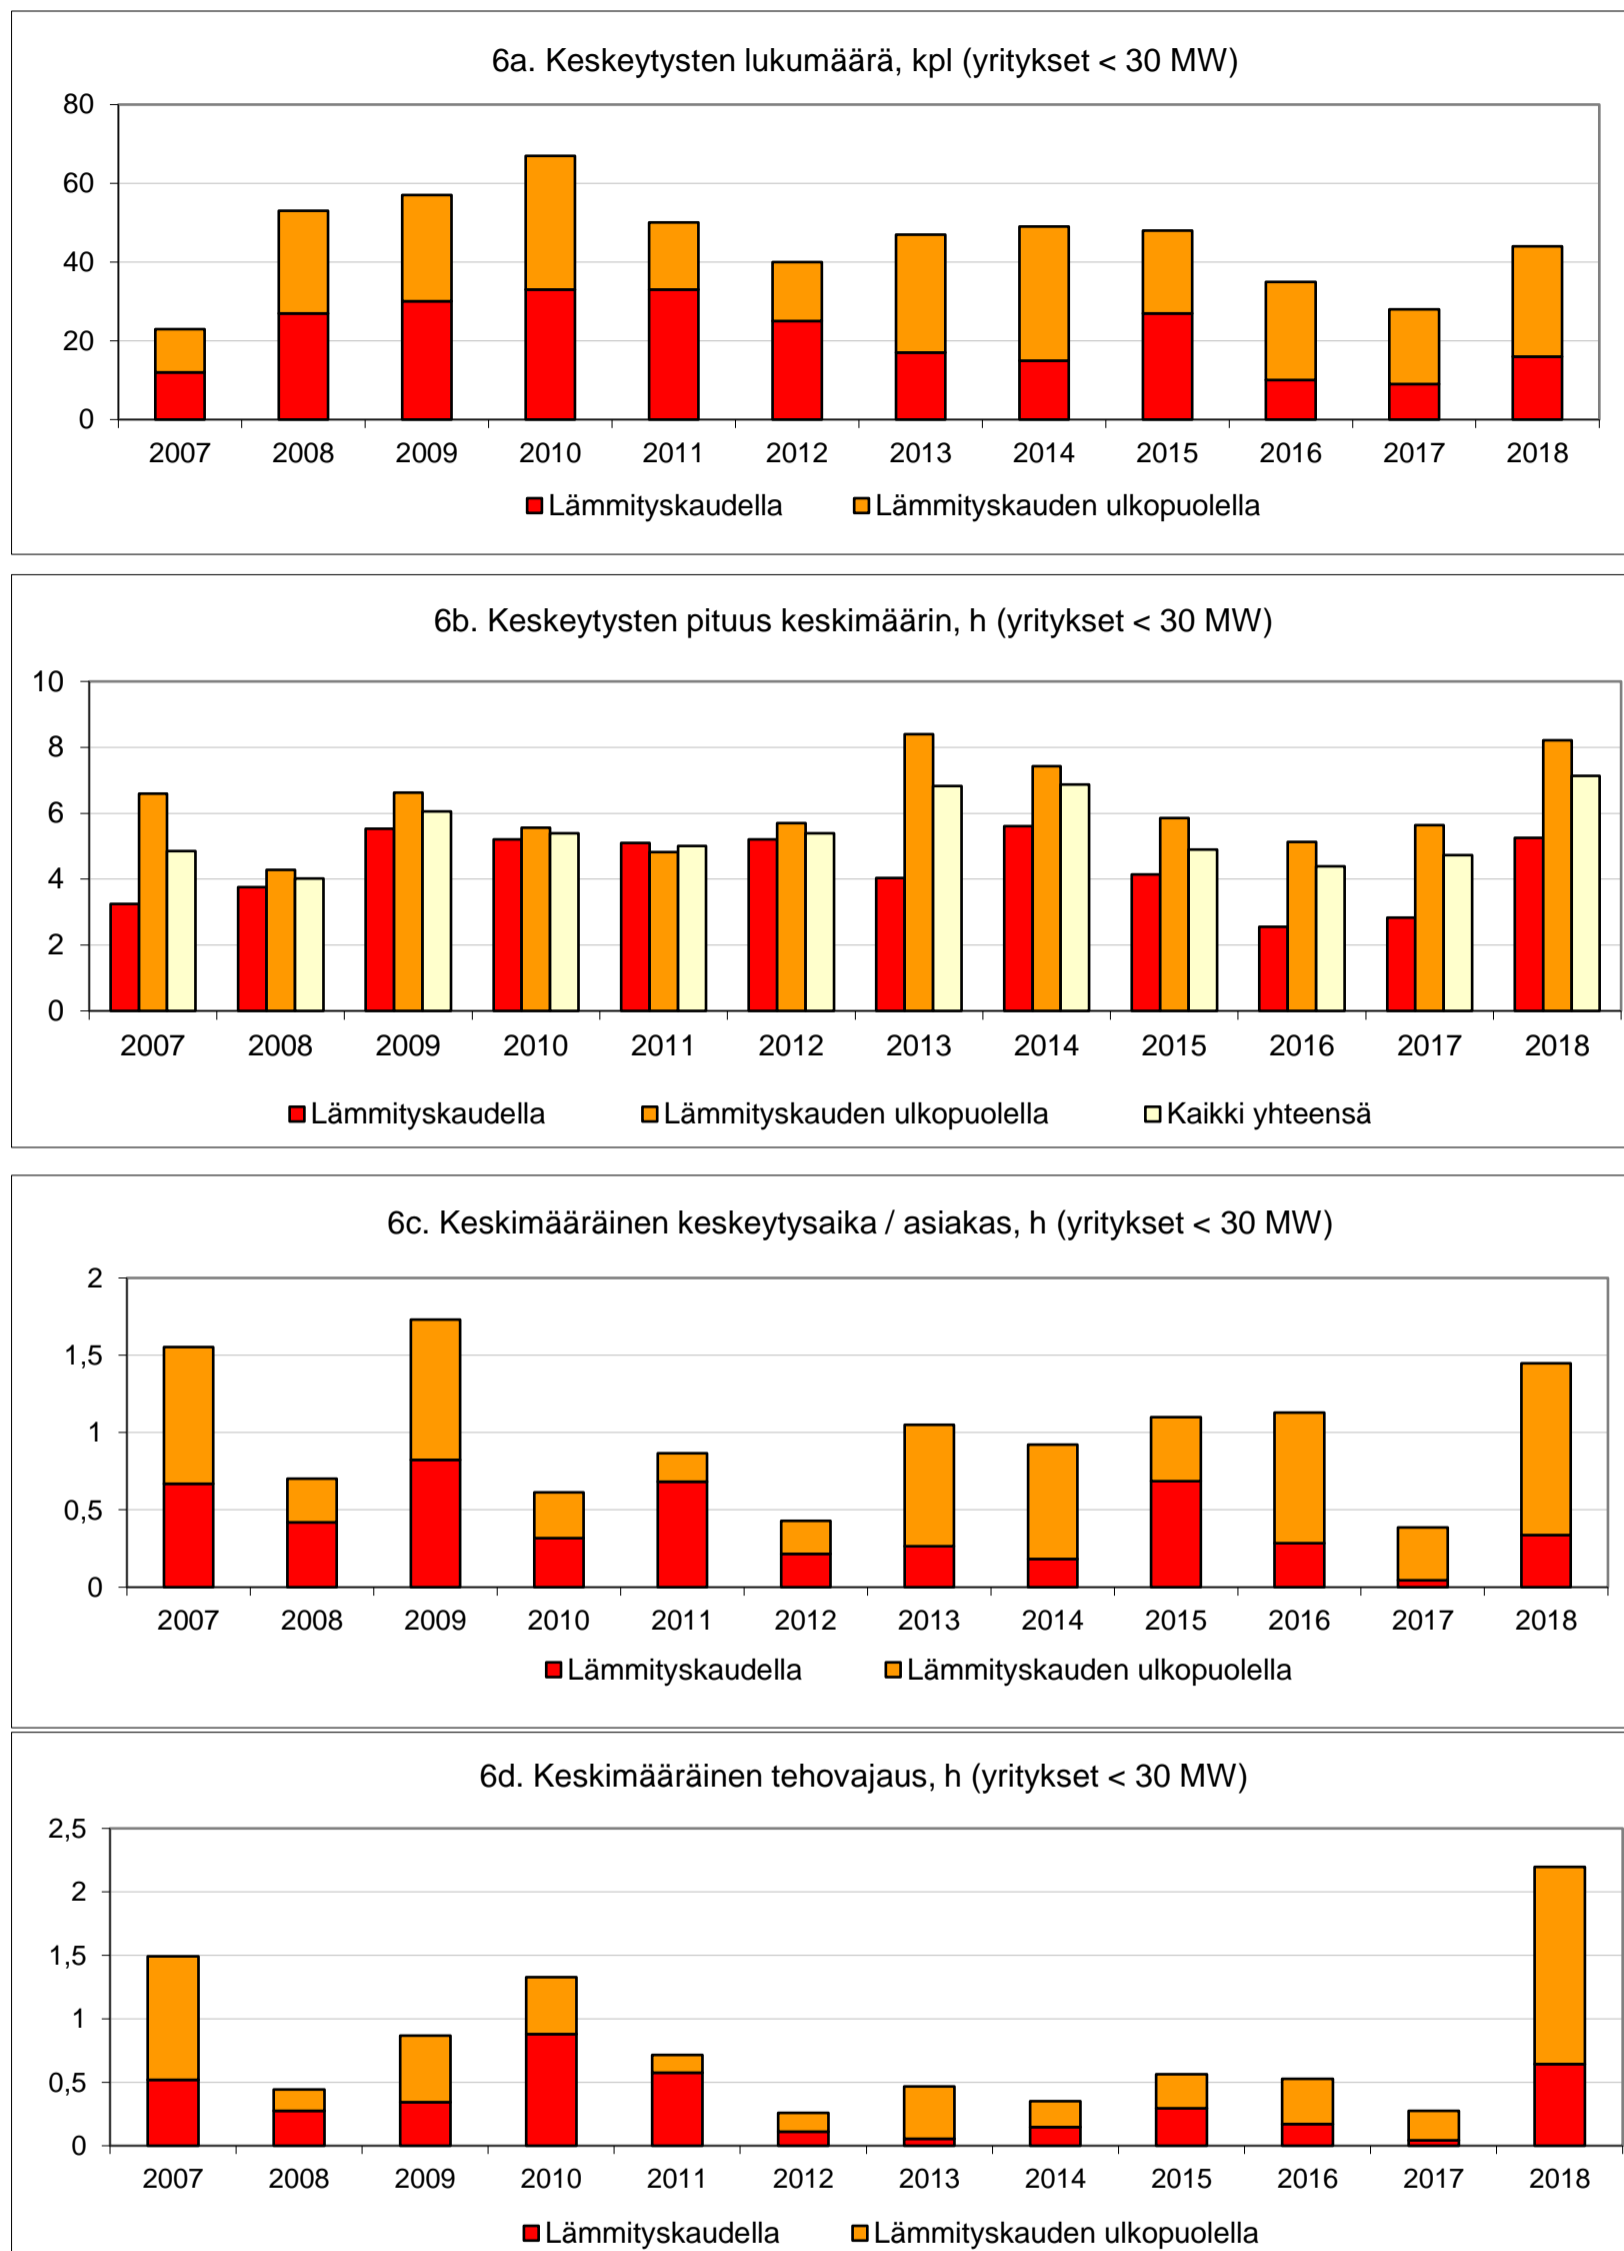 6a. Keskeytysten lukumäärä, kpl (yritykset < 30 MW)
80
60
40
20
0
2007 2008 2009 2010 2011 2012 2013 2014 2015 2016 2017 2018
Lämmityskaudella Lämmityskauden ulkopuolella
6b. Keskeytysten pituus keskimäärin, h (yritykset < 30 MW)
10
8
6
4
2
0
2007 2008 2009 2010 2011 2012 2013 2014 2015 2016 2017 2018
Lämmityskaudella Lämmityskauden ulkopuolella Kaikki yhteensä
6c. Keskimääräinen keskeytysaika / asiakas, h (yritykset < 30 MW)
2
1,5
1
0,5
0
2007 2008 2009 2010 2011 2012 2013 2014 2015 2016 2017 2018
Lämmityskaudella Lämmityskauden ulkopuolella
6d. Keskimääräinen tehovajaus, h (yritykset < 30 MW)
2,5
2
1,5
1
0,5
0
2007 2008 2009 2010 2011 2012 2013 2014 2015 2016 2017 2018
Lämmityskaudella Lämmityskauden ulkopuolella